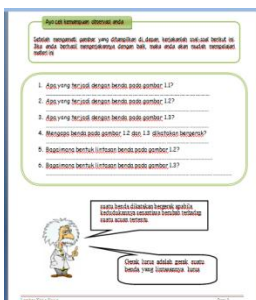 Ayo cek kemampuan observasi anda
Setelah mengamati gambar yang ditampilkan di depan, kerjakanlah soal-soal berikut ini.
Jika anda berhasil mengerjakannya dengan baik, maka anda akan mudah mempelajari
materi ini
1. Apa yang terjadi dengan benda pada gambar 1.1?
2. Apa yang terjadi dengan benda pada gambar 1.2?
3. Apa yang terjadi dengan benda pada gambar 1.3?
4. Mengapa benda pada gambar 1.2 dan 1.3 dikatakan bergerak?
5. Bagaimana bentuk lintasan benda pada gambar 1.2?
6. Bagaimana bentuk lintasan benda pada gambar 1.3?
suatu benda dikatakan bergerak apabila
kedudukannya senantiasa berubah terhadap
suatu acuan tertentu
Gerak lurus adalah gerak suatu
benda yang lintasannya lurus